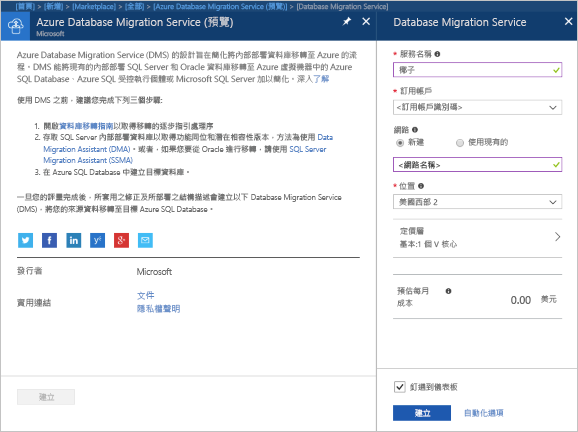 [首頁] > [新增] > [Marketplace] > [全部] > [Azure Database Migration Service (預覽)] > [Database Migration Service]
Azure Database Migration Service (預覽)
Microsoft
Azure Database Migration Service (DMS) 的設計旨在簡化將內部部署資料庫移轉至 Azure 的流
程。DMS 能將現有的內部部署 SQL Server 和 Oracle 資料庫移轉至 Azure 虛擬機器中的 Azure
SQL Database、Azure SQL 受控執行個體或 Microsoft SQL Server 加以簡化。深入了解
使用 DMS 之前，建議您完成下列三個步驟:
1. 開啟資料庫移轉指南以取得移轉的逐步指引處理序
2. 存取 SQL Server 內部部署資料庫以取得功能同位和潛在相容性版本，方法為使用 Data
Migration Assistant (DMA)。或者，如果您要從 Oracle 進行移轉，請使用 SQL Server
Migration Assistant (SSMA)
3. 在 Azure SQL Database 中建立目標資料庫。
一旦您的評量完成後，所套用之修正及所部署之結構描述會建立以下 Database Migration Service
(DMS)，將您的來源資料移轉至目標 Azure SQL Database。
發行者 Microsoft
實用連結 文件
隱私權聲明
建立
Database Migration Service
* 服務名稱
椰子
* 訂用帳戶
<訂用帳戶識別碼>
網路
新建 使用現有的
<網路名稱>
* 位置
美國西部 2
定價層
基本:1 個 V 核心
預估每月
成本 0.00 美元
釘選到儀表板
建立 自動化選項